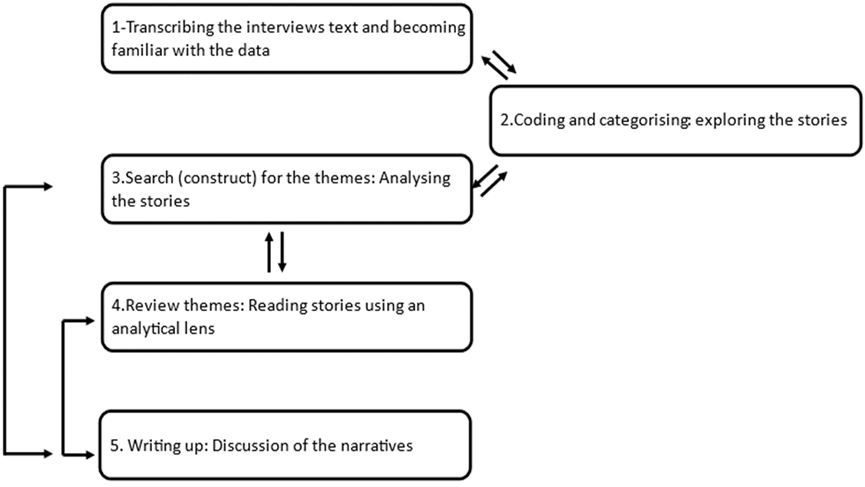 1-Transcribing the interviews text and becoming
familiar with the data
2.Coding and categorising: exploring the stories
3.Search (construct) for the themes: Analysing
the stories
4.Review themes: Reading stories using an
analytical lens
5. Writing up: Discussion of the narratives